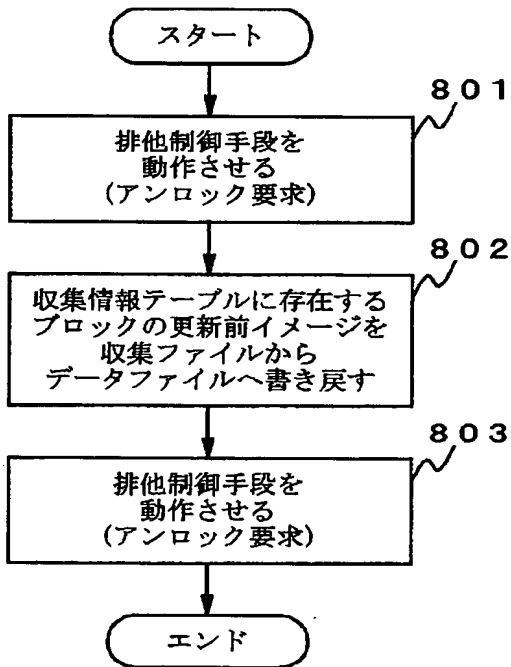 スタート
801
排他制御手段を
動作させる
(アンロック要求)
802
収集情報テーブルに存在する
ブロックの更新前イメージを
収集ファイルから
データファイルへ書き戻す
803
排他制御手段を
動作させる
(アンロック要求)
エンド